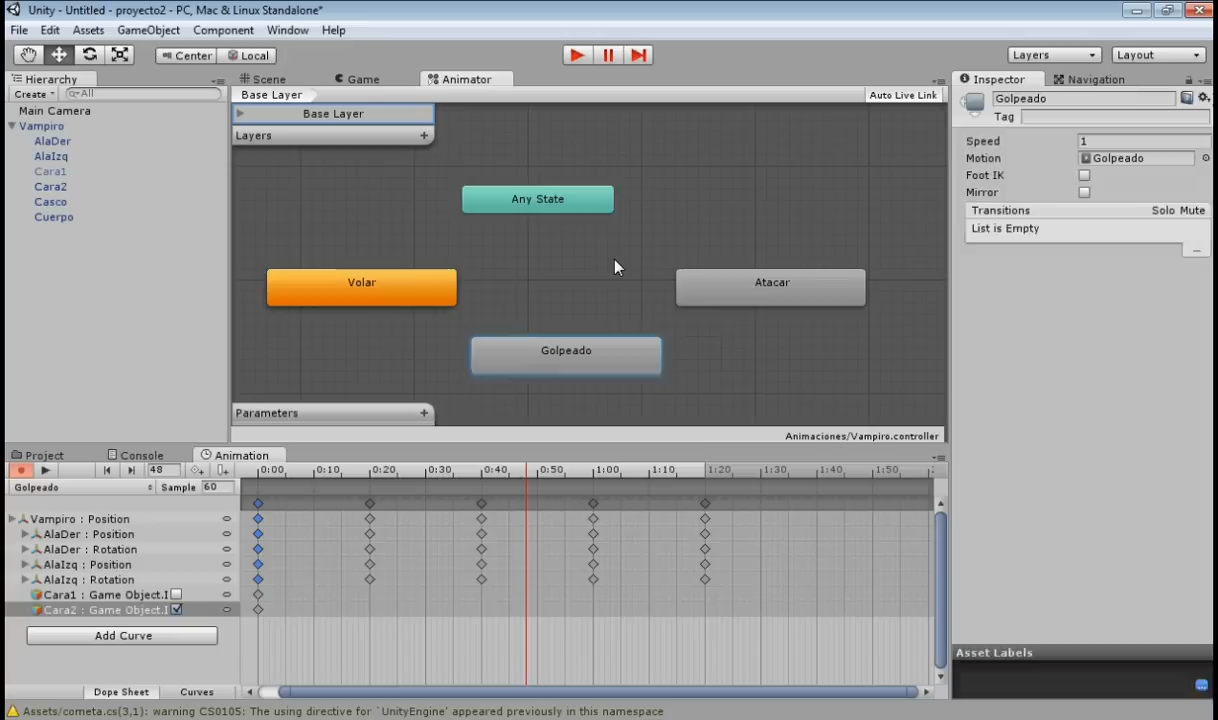 Unity - Untitled - proyecto2 - PC, Mac & Linux Standalone*
File Edit Assets GameObject Component Window Help
Center Local Layers Layout
Hierarchy
Create All
Main Camera
Vampiro
AlaDer
AlaIzq
Cara1
Cara2
Casco
Cuerpo
Scene Game Animator
Base Layer Auto Live Link
Base Layer
Layers +
Any State
Volar
Atacar
Golpeado
Parameters +
Animaciones/Vampiro.controller
Inspector Navigation
Golpeado
Tag
Speed 1
Motion Golpeado
Foot IK
Mirror
Transitions Solo Mute
List is Empty
Asset Labels
Project Console Animation
48 0:00 0:10 0:20 0:30 0:40 0:50 1:00 1:10 1:20 1:30 1:40 1:50
Golpeado Sample 60
Vampiro : Position
AlaDer : Position
AlaDer : Rotation
AlaIzq : Position
AlaIzq : Rotation
Cara1 : Game Object.I
Cara2 : Game Object.I
Add Curve
Dope Sheet Curves
Assets/cometa.cs(3,1): warning CS0105: The using directive for `UnityEngine' appeared previously in this namespace